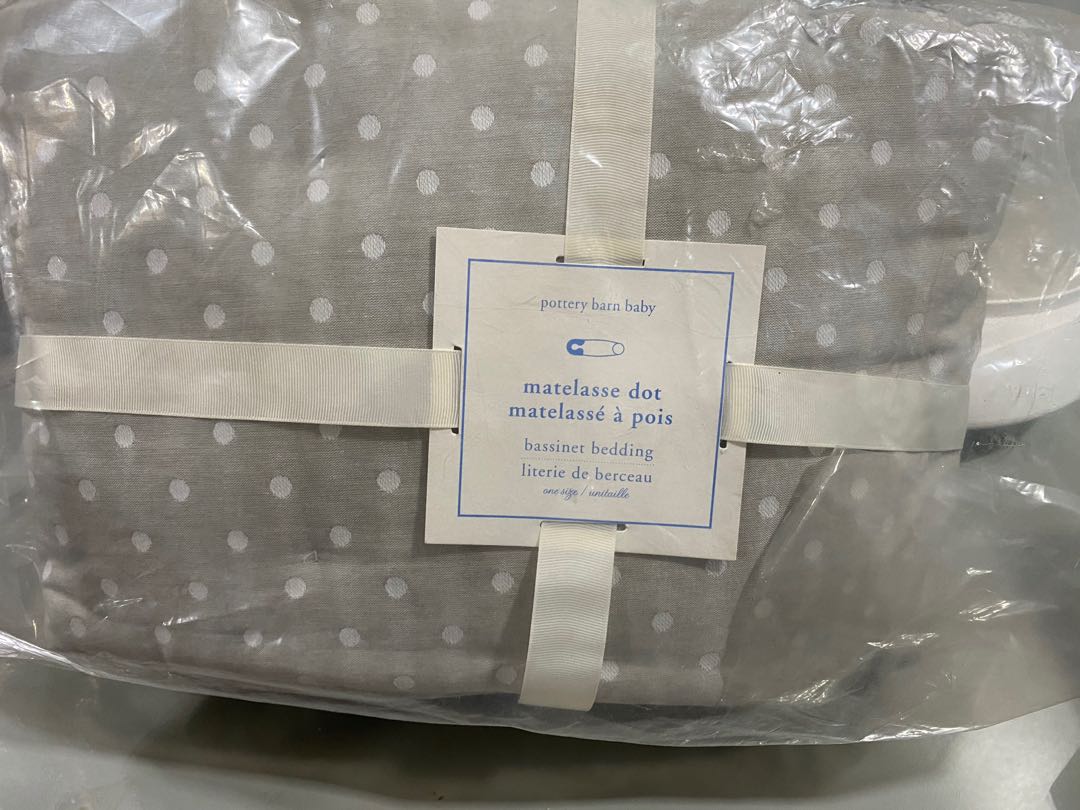 pottery barn baby
matelasse dot
matelassé à pois
bassinet bedding
literie de berceau
one size / unitaille